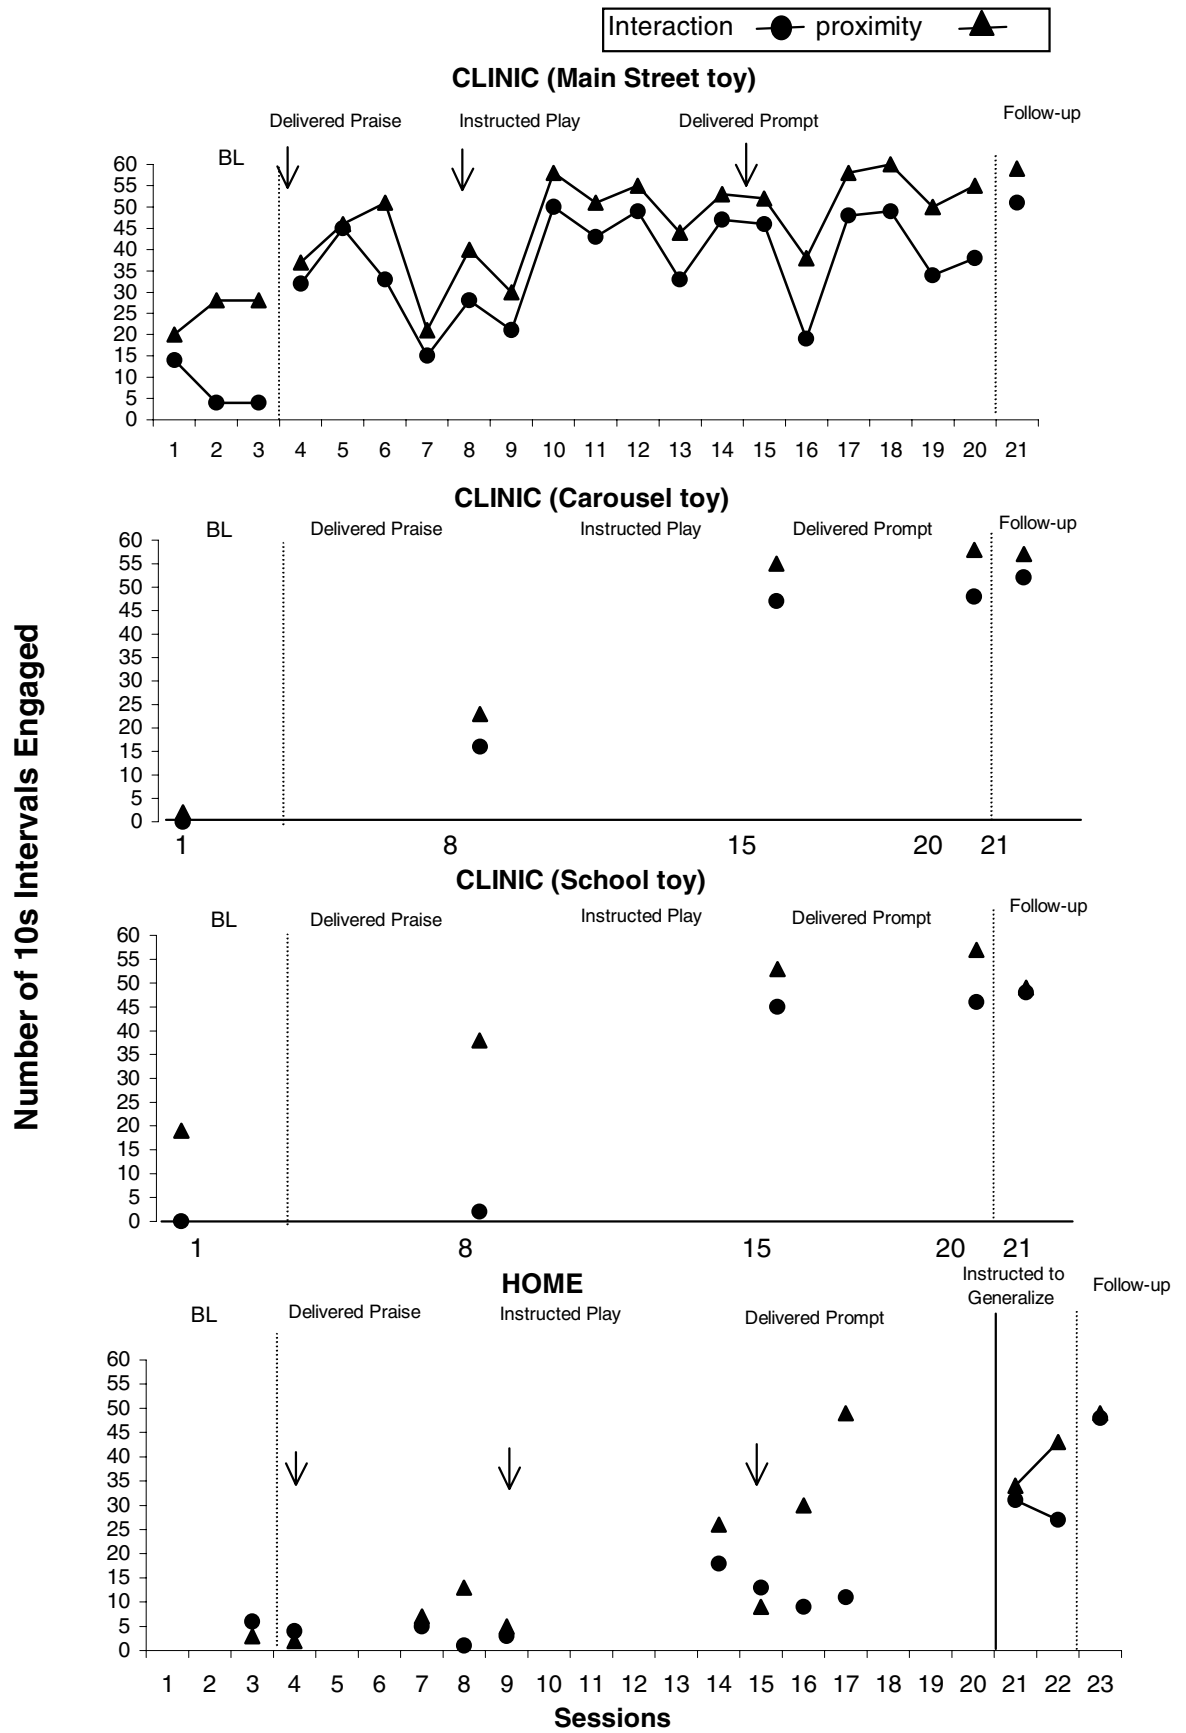 Interaction proximity
CLINIC (Main Street toy)
Delivered Praise Instructed Play Delivered Prompt Follow-up
BL
60
55
50
45
40
35
30
25
20
15
10
5
0
1 2 3 4 5 6 7 8 9 10 11 12 13 14 15 16 17 18 19 20 21
CLINIC (Carousel toy)
BL Delivered Praise Instructed Play Delivered Prompt Follow-up
60
55
50
45
40
35
30
25
20
15
10
5
0
1 8 15 20 21
Number of 10s Intervals Engaged
CLINIC (School toy)
BL Delivered Praise Instructed Play Delivered Prompt Follow-up
60
55
50
45
40
35
30
25
20
15
10
5
0
1 8 15 20 21
HOME
Instructed to
Generalize
BL Delivered Praise Instructed Play Delivered Prompt Follow-up
60
55
50
45
40
35
30
25
20
15
10
5
0
1 2 3 4 5 6 7 8 9 10 11 12 13 14 15 16 17 18 19 20 21 22 23
Sessions